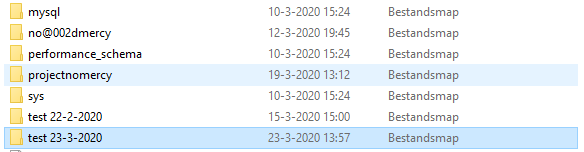 mysql 10-3-2020 15:24 Bestandsmap
no@002dmercy 12-3-2020 19:45 Bestandsmap
performance_schema 10-3-2020 15:24 Bestandsmap
projectnomercy 19-3-2020 13:12 Bestandsmap
sys 10-3-2020 15:24 Bestandsmap
test 22-2-2020 15-3-2020 15:00 Bestandsmap
test 23-3-2020 23-3-2020 13:57 Bestandsmap